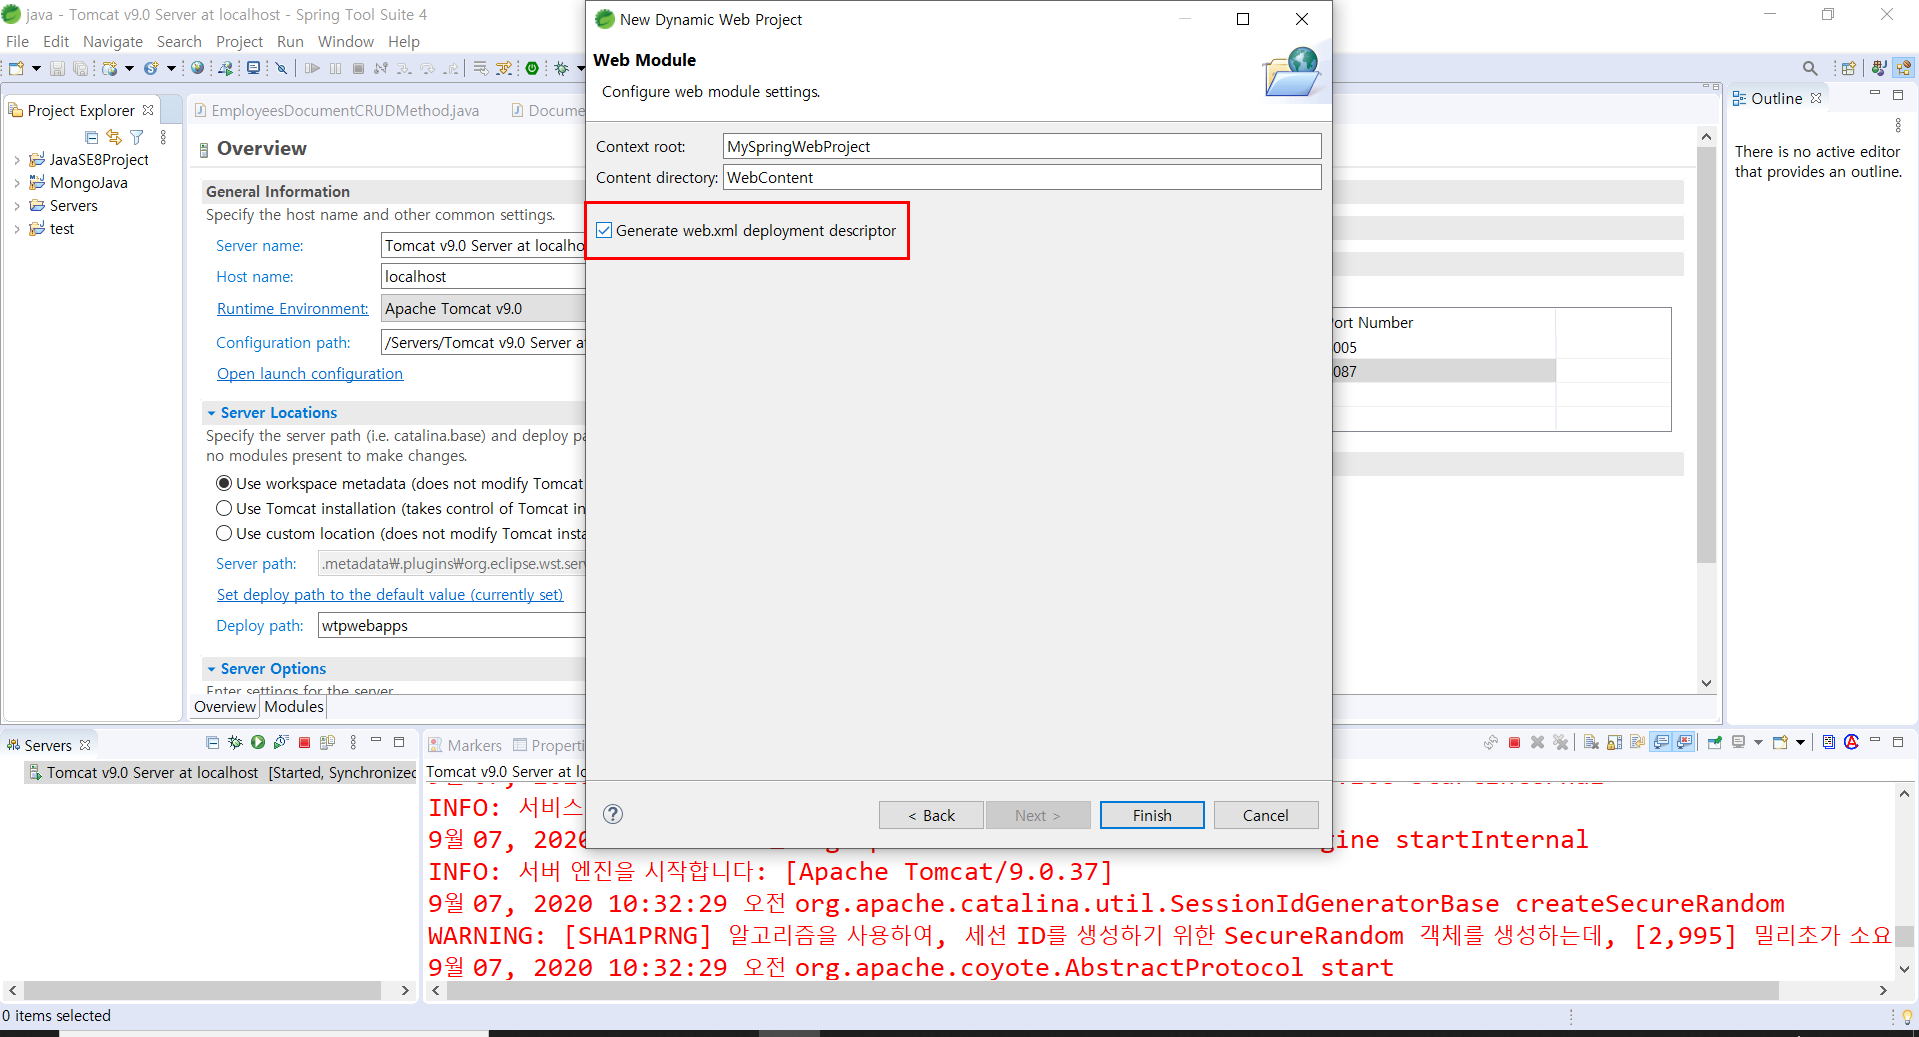 java - Tomcat v9.0 Server at localhost - Spring Tool Suite 4
File Edit Navigate Search Project Run Window Help
Project Explorer
JavaSE8Project
MongoJava
Servers
test
EmployeesDocumentCRUDMethod.java
Overview
General Information
Specify the host name and other common settings.
Server name:
Tomcat v9.0 Server at localho
Host name:
localhost
Runtime Environment:
Apache Tomcat v9.0
Configuration path:
/Servers/Tomcat v9.0 Server
Open launch configuration
Server Locations
Specify the server path (i.e. catalina.base) and deploy
no modules present to make changes.
Use workspace metadata (does not modify Tomcat
Use Tomcat installation (takes control of Tomcat in
Use custom location (does not modify Tomcat insta
Server path:
.metadata₩.plugins₩org.eclipse.wst.ser
Set deploy path to the default value (currently set)
Deploy path:
wtpwebapps
Server Options
Enter settings for the server
Overview Modules
New Dynamic Web Project
Web Module
Configure web module settings.
Context root:
MySpringWebProject
Content directory:
WebContent
Generate web.xml deployment descriptor
?
< Back
Next >
Finish
Cancel
ort Number
005
087
Outline
There is no active editor
that provides an outline.
Servers
Tomcat v9.0 Server at localhost [Started, Synchronized
Markers
Properti
Tomcat v9.0 Server at lo
INFO: 서비스
9월 07, 202 gine startInternal
INFO: 서버 엔진을 시작합니다: [Apache Tomcat/9.0.37]
9월 07, 2020 10:32:29 오전 org.apache.catalina.util.SessionIdGeneratorBase createSecureRandom
WARNING: [SHA1PRNG] 알고리즘을 사용하여, 세션 ID를 생성하기 위한 SecureRandom 객체를 생성하는데, [2,995] 밀리초가 소요
9월 07, 2020 10:32:29 오전 org.apache.coyote.AbstractProtocol start
0 items selected